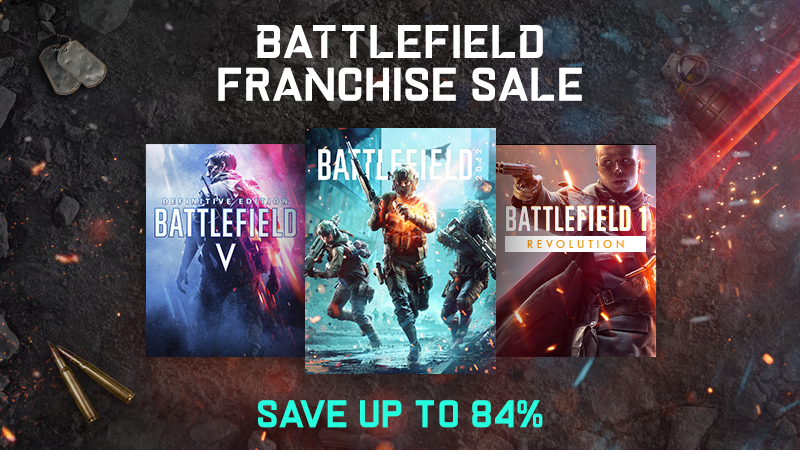 BATTLEFIELD
FRANCHISE SALE
DEFINITIVE EDITION
BATTLEFIELD
V
BATTLEFIELD 2042
BATTLEFIELD 1
REVOLUTION
SAVE UP TO 84%